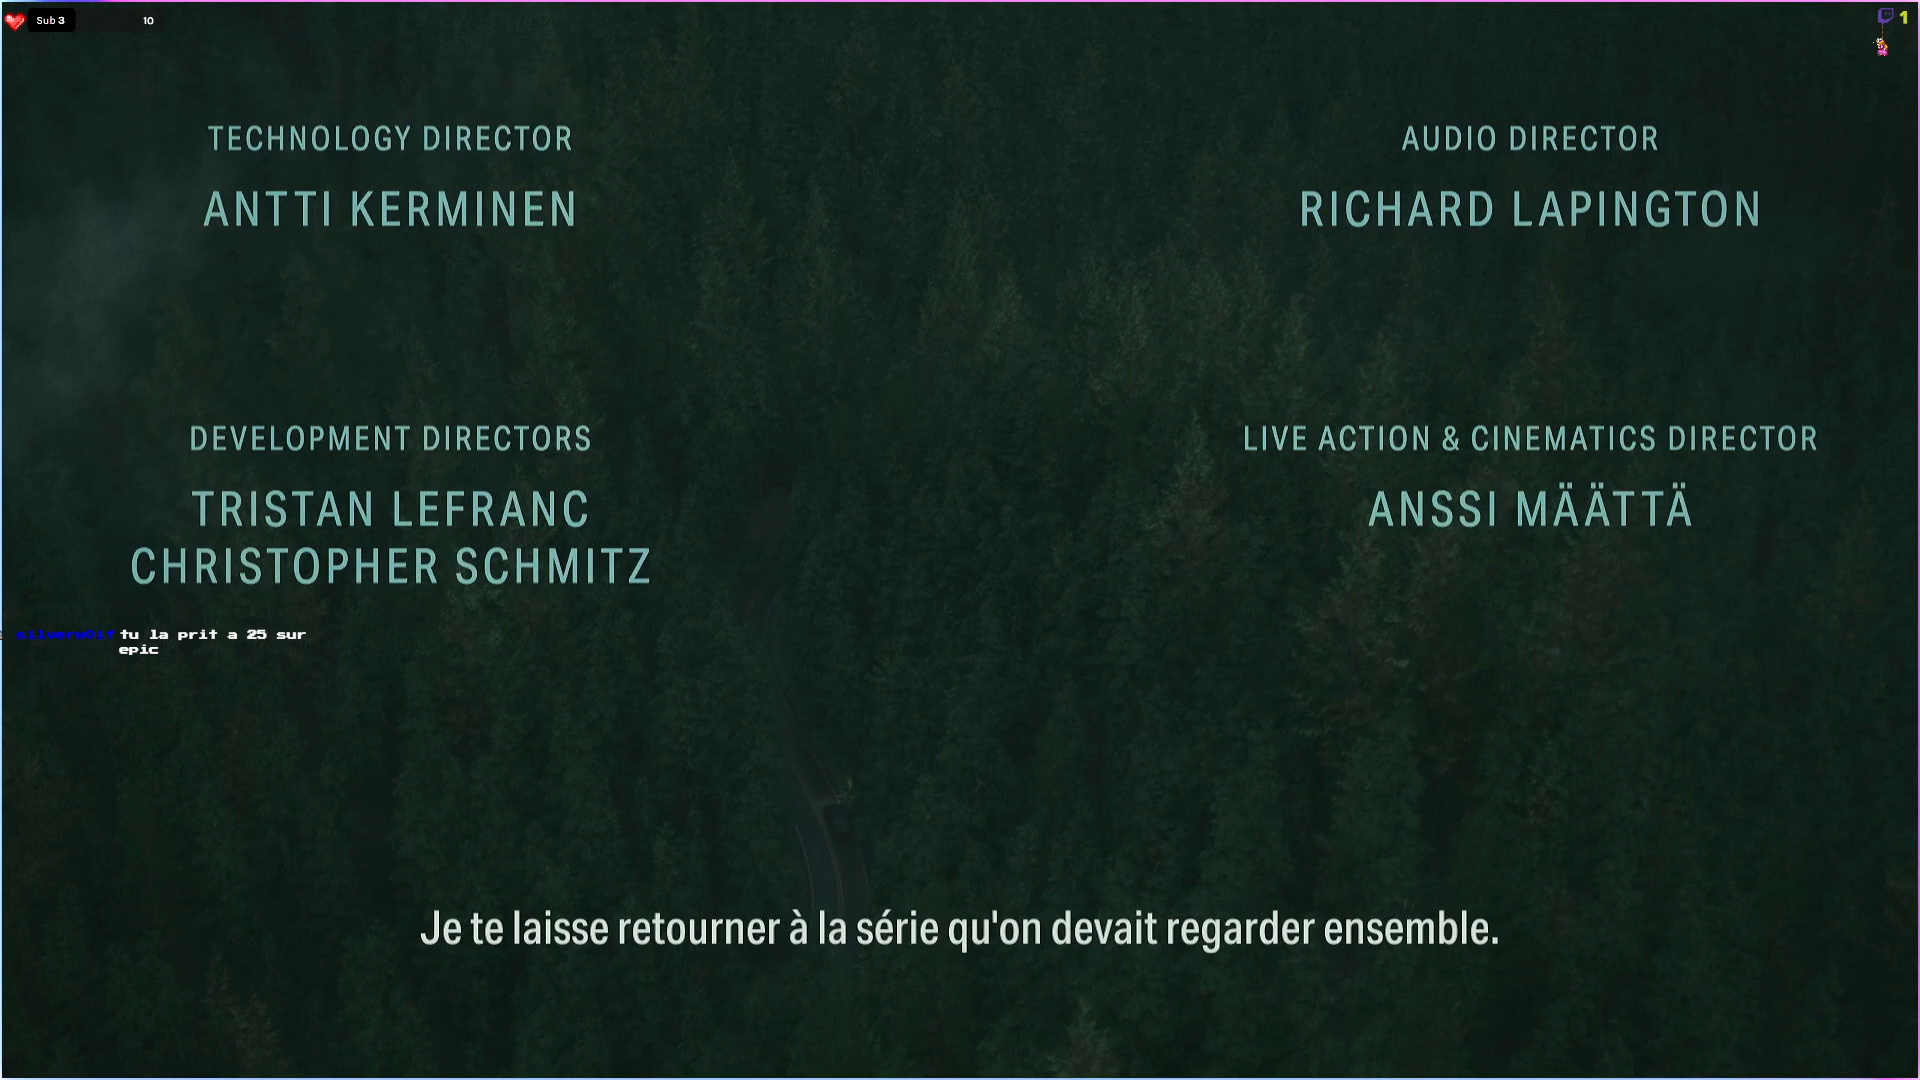 Sub 3
10
1
TECHNOLOGY DIRECTOR
ANTTI KERMINEN
AUDIO DIRECTOR
RICHARD LAPINGTON
DEVELOPMENT DIRECTORS
TRISTAN LEFRANC
CHRISTOPHER SCHMITZ
LIVE ACTION & CINEMATICS DIRECTOR
ANSSI MÄÄTTÄ
tu la prit a 25 sur
epic
Je te laisse retourner à la série qu'on devait regarder ensemble.